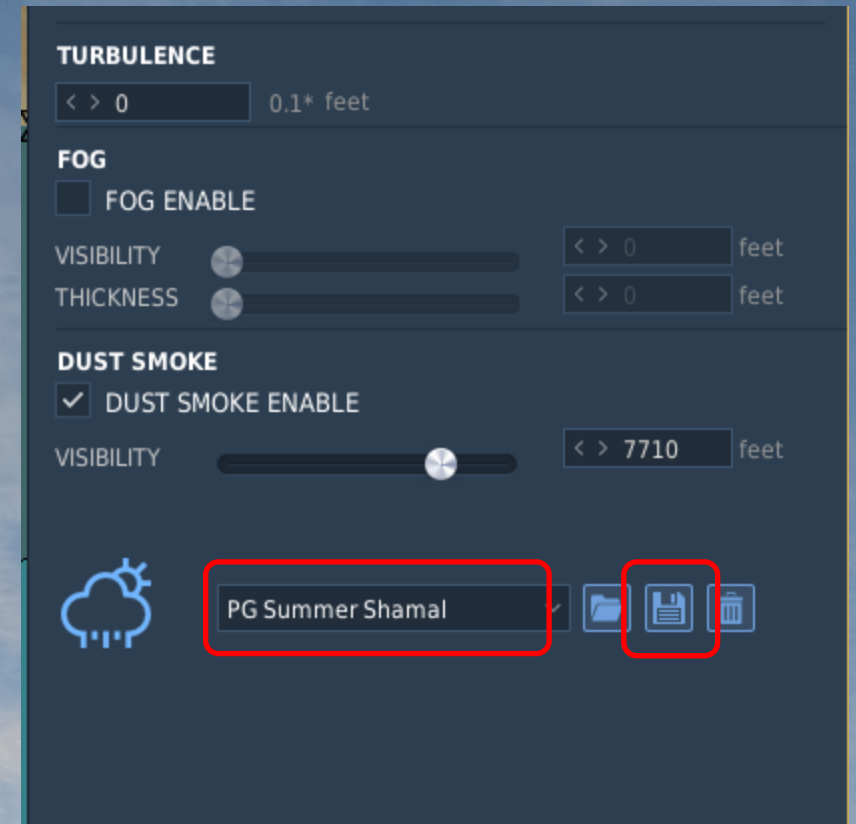 TURBULENCE
< > 0 0.1* feet
FOG
FOG ENABLE
VISIBILITY < > 0 feet
THICKNESS < > 0 feet
DUST SMOKE
DUST SMOKE ENABLE
VISIBILITY < > 7710 feet
PG Summer Shamal